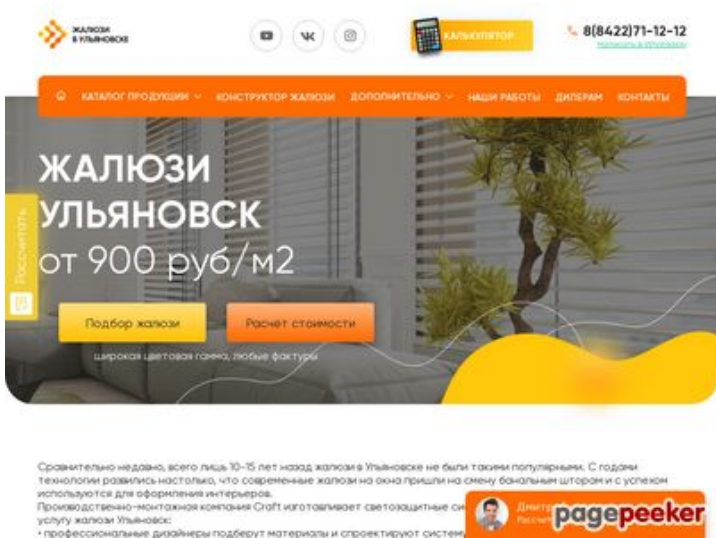 ЖАЛЮЗИ
В УЛЬЯНОВСКЕ
КАЛЬКУЛЯТОР
8(8422)71-12-12
Написать в WhatsApp
КАТАЛОГ ПРОДУКЦИИ
КОНСТРУКТОР ЖАЛЮЗИ
ДОПОЛНИТЕЛЬНО
НАШИ РАБОТЫ
ДИЛЕРАМ
КОНТАКТЫ
ЖАЛЮЗИ
УЛЬЯНОВСК
от 900 руб/м2
Рассчитать
Подбор жалюзи
Расчет стоимости
широкая цветовая гамма, любые фактуры
Сравнительно недавно, всего лишь 10-15 лет назад жалюзи в Ульяновске не были такими популярными. С годами
технологии развились настолько, что современные жалюзи на окна пришли на смену банальным шторам и с успехом
используются для оформления интерьеров.
Производственно-монтажная компания Craft изготавливает светозащитные
услугу жалюзи Ульяновск:
• профессиональные дизайнеры подберут материалы и спроектируют систему
pagepeeker